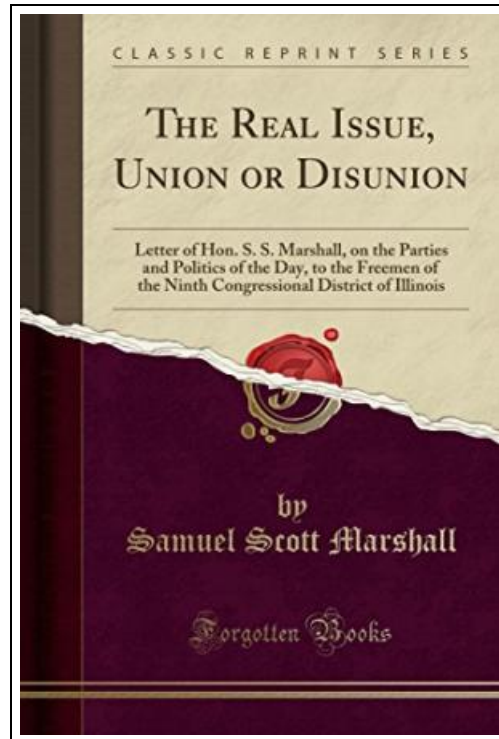 CLASSIC REPRINT SERIES
THE REAL ISSUE,
UNION OR DISUNION
Letter of Hon. S. S. Marshall, on the Parties
and Politics of the Day, to the Freemen of
the Ninth Congressional District of Illinois
by
Samuel Scott Marshall
Forgotten Books